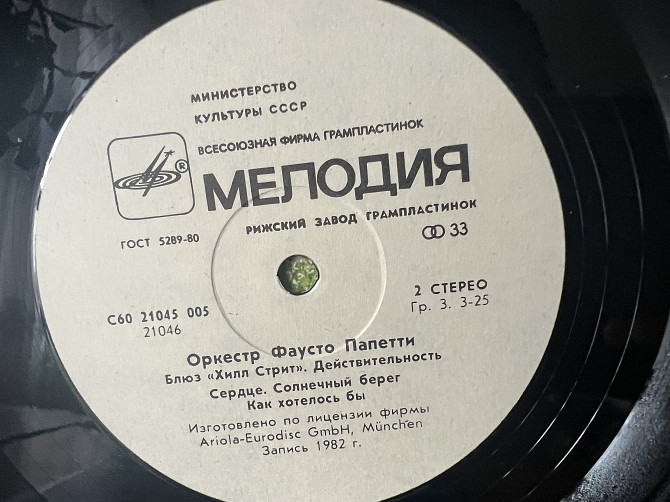 МИНИСТЕРСТВО
КУЛЬТУРЫ СССР
ВСЕСОЮЗНАЯ ФИРМА ГРАМПЛАСТИНОК
®
МЕЛОДИЯ
РИЖСКИЙ ЗАВОД ГРАМПЛАСТИНОК
ГОСТ 5289-80
33
С60 21045 005
21046
2 СТЕРЕО
Гр. 3. 3-25
Оркестр Фаусто Папетти
Блюз «Хилл Стрит». Действительность
Сердце. Солнечный берег
Как хотелось бы
Изготовлено по лицензии фирмы
Ariola-Eurodisc GmbH, München
Запись 1982 г.